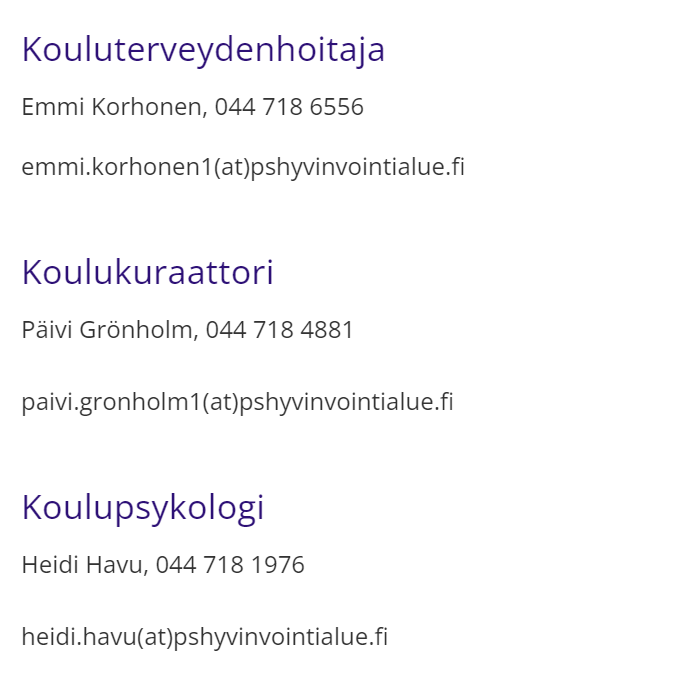 Kouluterveydenhoitaja
Emmi Korhonen, 044 718 6556
emmi.korhonen1(at)pshyvinvointialue.fi
Koulukuraattori
Päivi Grönholm, 044 718 4881
paivi.gronholm1(at)pshyvinvointialue.fi
Koulupsykologi
Heidi Havu, 044 718 1976
heidi.havu(at)pshyvinvointialue.fi